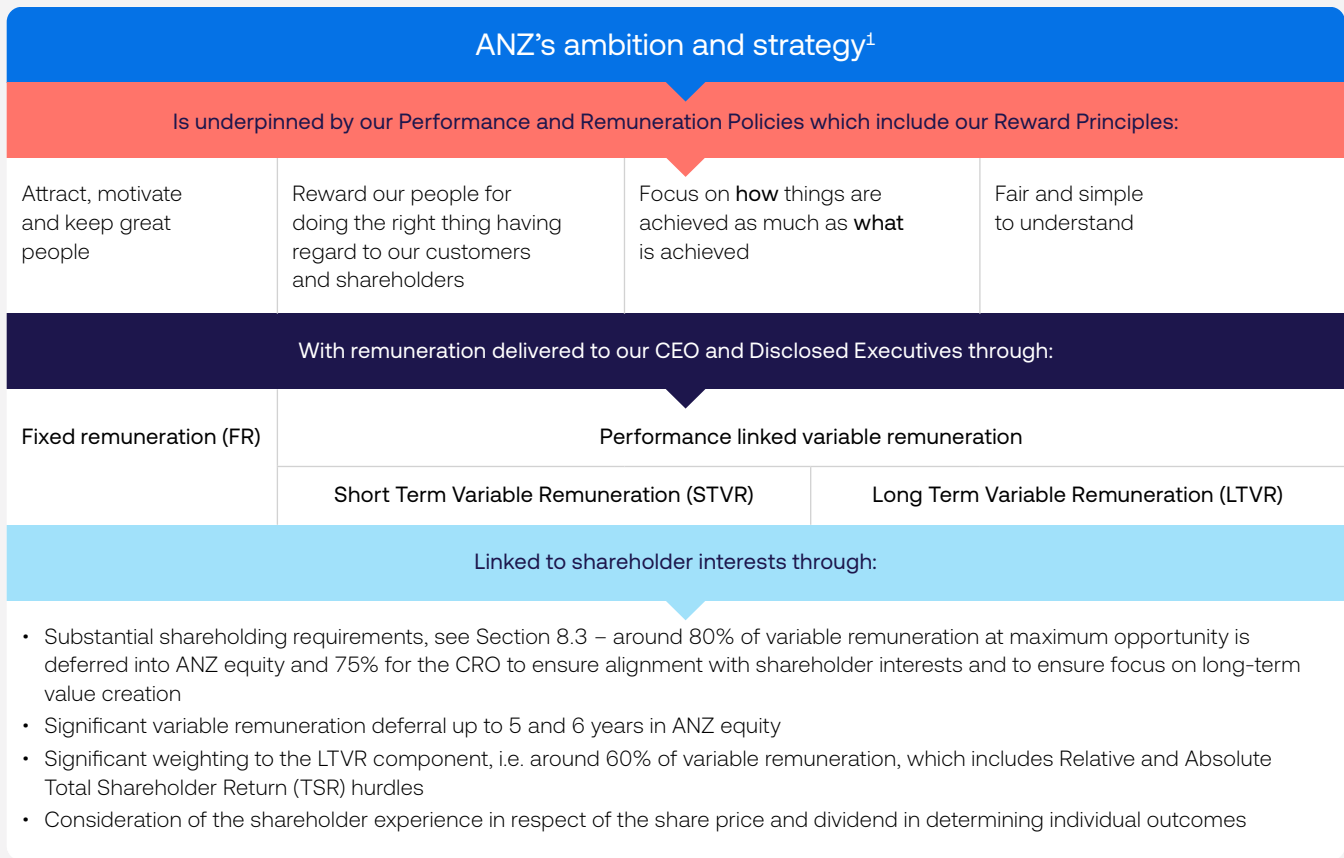 ANZ’s ambition and strategy¹
Is underpinned by our Performance and Remuneration Policies which include our Reward Principles:
Attract, motivate
and keep great
people
Reward our people for
doing the right thing having
regard to our customers
and shareholders
Focus on how things are
achieved as much as what
is achieved
Fair and simple
to understand
With remuneration delivered to our CEO and Disclosed Executives through:
Fixed remuneration (FR)
Performance linked variable remuneration
Short Term Variable Remuneration (STVR)
Long Term Variable Remuneration (LTVR)
Linked to shareholder interests through:
• Substantial shareholding requirements, see Section 8.3 – around 80% of variable remuneration at maximum opportunity is
deferred into ANZ equity and 75% for the CRO to ensure alignment with shareholder interests and to ensure focus on long-term
value creation
• Significant variable remuneration deferral up to 5 and 6 years in ANZ equity
• Significant weighting to the LTVR component, i.e. around 60% of variable remuneration, which includes Relative and Absolute
Total Shareholder Return (TSR) hurdles
• Consideration of the shareholder experience in respect of the share price and dividend in determining individual outcomes